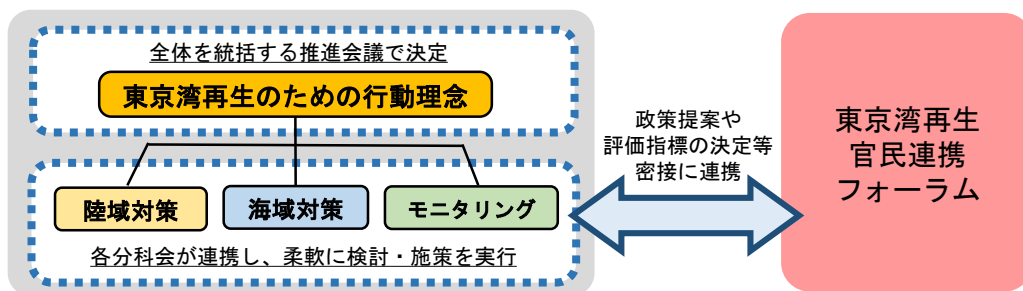 全体を統括する推進会議で決定
東京湾再生のための行動理念
陸域対策
海域対策
モニタリング
各分科会が連携し、柔軟に検討・施策を実行
政策提案や
評価指標の決定等
密接に連携
東京湾再生
官民連携
フォーラム